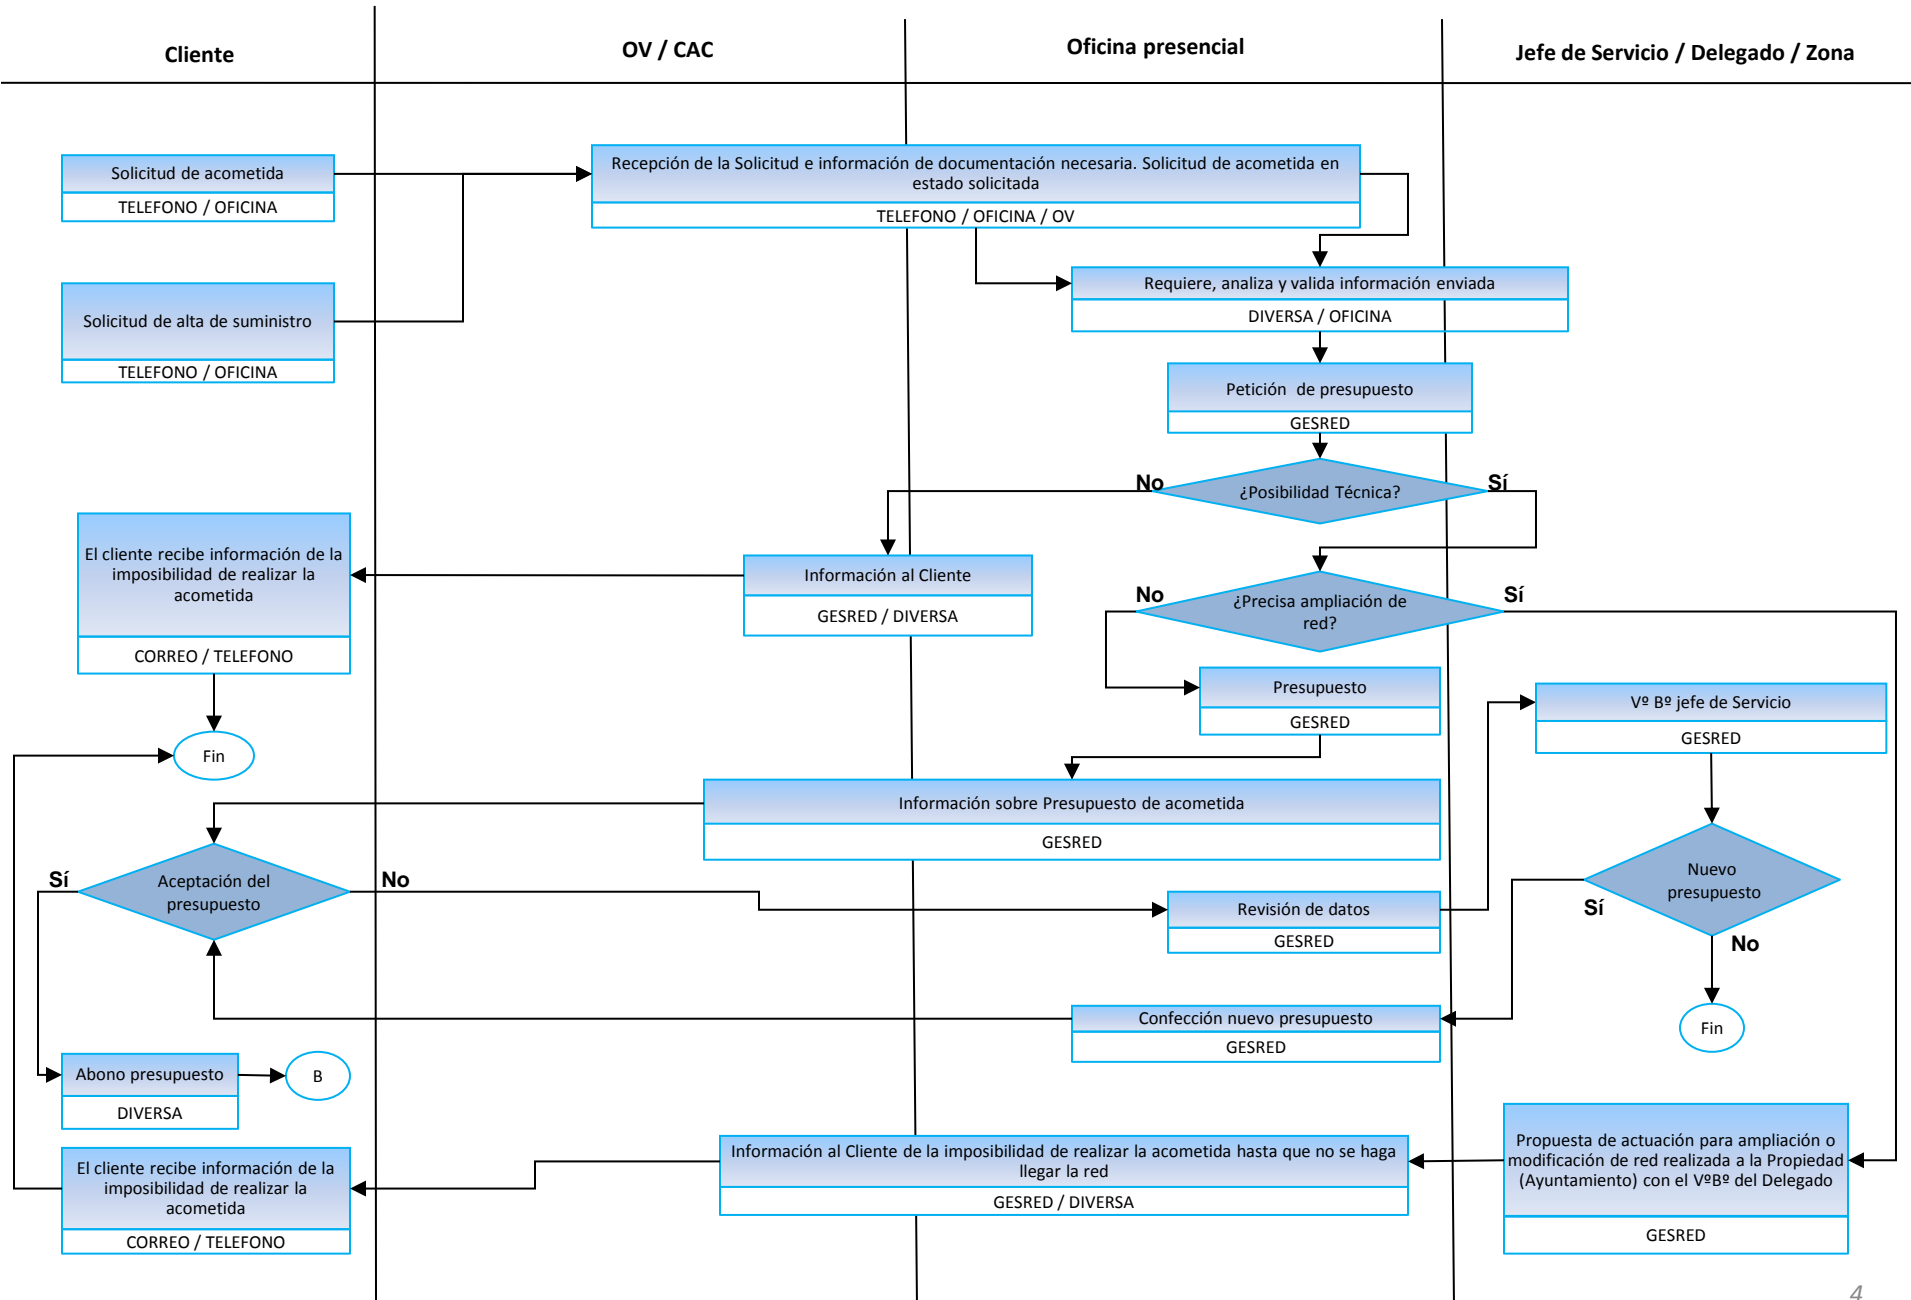 Cliente
OV / CAC
Oficina presencial
Jefe de Servicio / Delegado / Zona
Solicitud de acometida
TELEFONO / OFICINA
Recepción de la Solicitud e información de documentación necesaria. Solicitud de acometida en
estado solicitada
TELEFONO / OFICINA / OV
Requiere, analiza y valida información enviada
DIVERSA / OFICINA
Solicitud de alta de suministro
TELEFONO / OFICINA
Petición de presupuesto
GESRED
No
¿Posibilidad Técnica?
Sí
El cliente recibe información de la
imposibilidad de realizar la
acometida
CORREO / TELEFONO
Información al Cliente
GESRED / DIVERSA
No
¿Precisa ampliación de
red?
Sí
Presupuesto
GESRED
Vº Bº jefe de Servicio
GESRED
Fin
Información sobre Presupuesto de acometida
GESRED
Sí
Aceptación del
presupuesto
No
Revisión de datos
GESRED
Nuevo
presupuesto
Sí
No
Confección nuevo presupuesto
GESRED
Fin
Abono presupuesto
DIVERSA
B
El cliente recibe información de la
imposibilidad de realizar la
acometida
CORREO / TELEFONO
Información al Cliente de la imposibilidad de realizar la acometida hasta que no se haga
llegar la red
GESRED / DIVERSA
Propuesta de actuación para ampliación o
modificación de red realizada a la Propiedad
(Ayuntamiento) con el VºBº del Delegado
GESRED
4